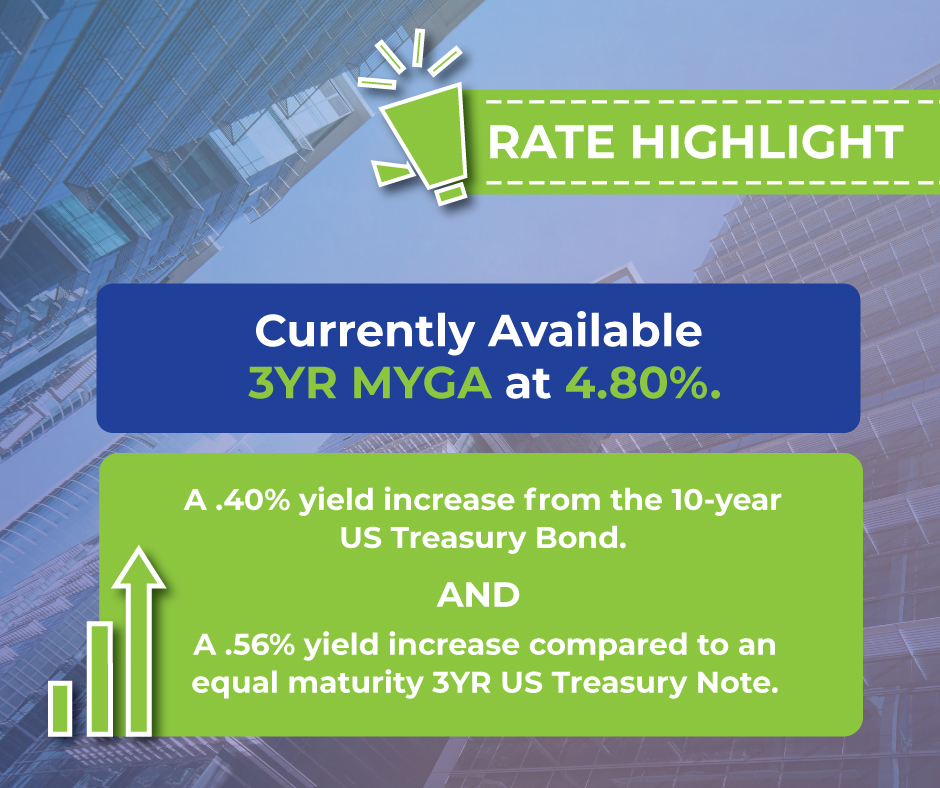 RATE HIGHLIGHT
Currently Available
3YR MYGA at 4.80%.
A .40% yield increase from the 10-year
US Treasury Bond.
AND
A .56% yield increase compared to an
equal maturity 3YR US Treasury Note.